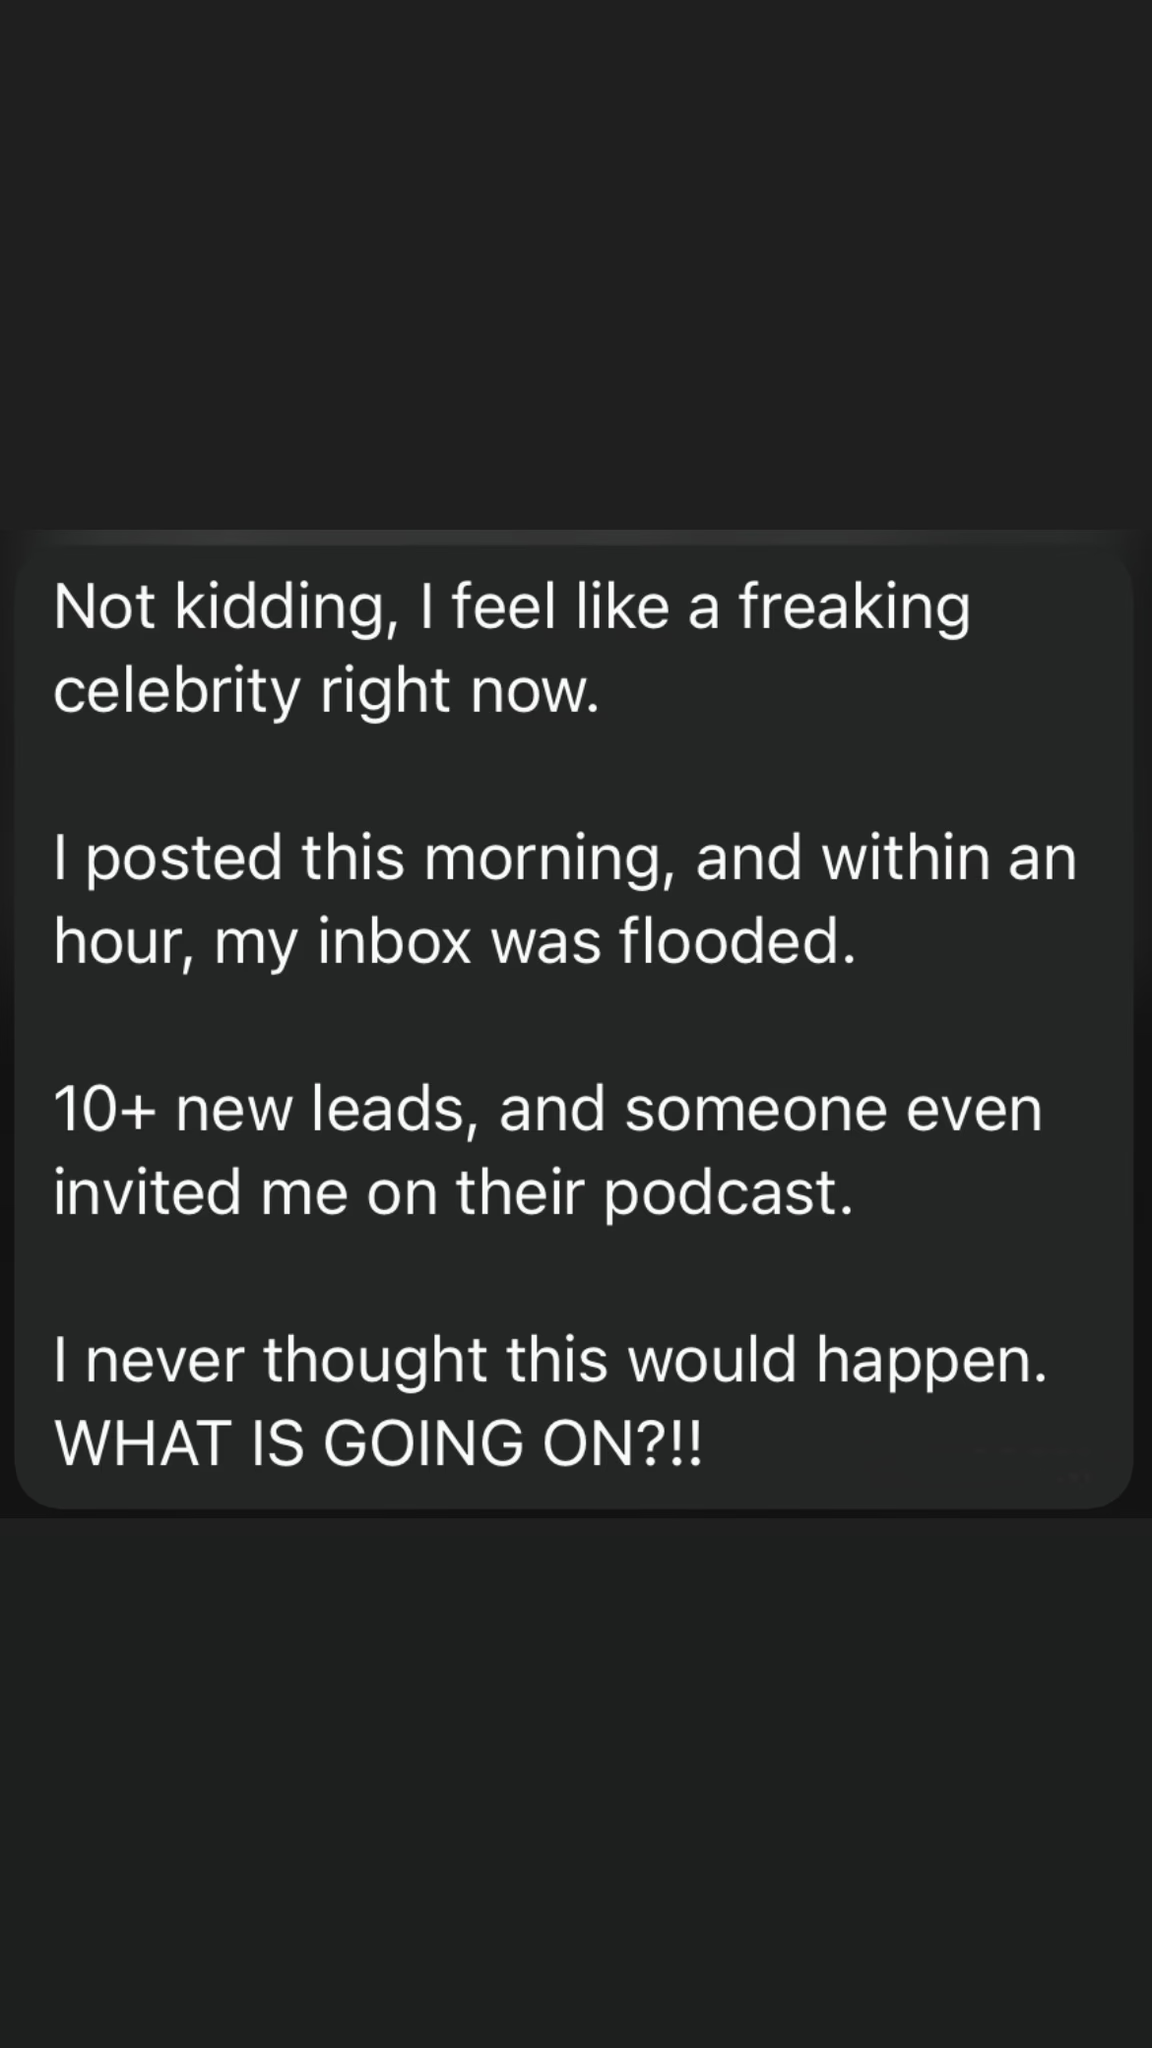 Not kidding, I feel like a freaking
celebrity right now.
I posted this morning, and within an
hour, my inbox was flooded.
10+ new leads, and someone even
invited me on their podcast.
I never thought this would happen.
WHAT IS GOING ON?!!